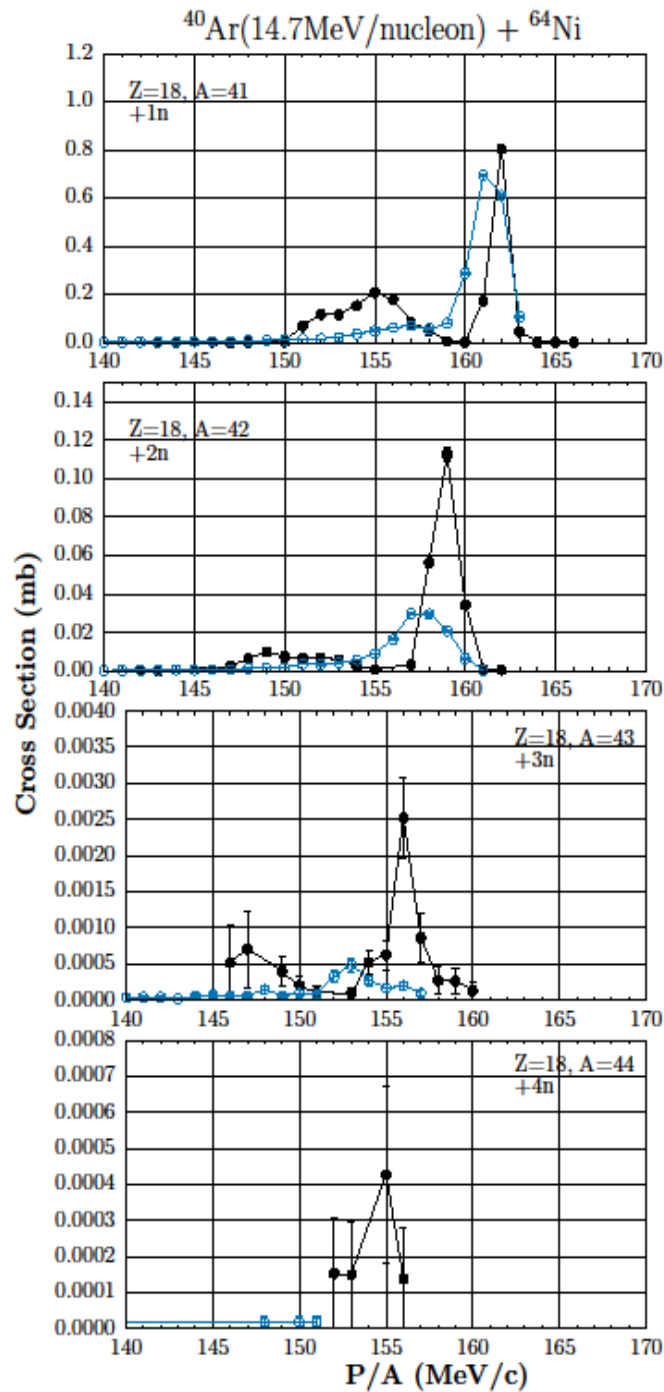 ⁴⁰Ar(14.7MeV/nucleon) + ⁶⁴Ni
Cross Section (mb)
1.2
1.0
0.8
0.6
0.4
0.2
0.0
Z=18, A=41
+1n
140 145 150 155 160 165 170
0.14
0.12
0.10
0.08
0.06
0.04
0.02
0.00
Z=18, A=42
+2n
140 145 150 155 160 165 170
0.0040
0.0035
0.0030
0.0025
0.0020
0.0015
0.0010
0.0005
0.0000
Z=18, A=43
+3n
140 145 150 155 160 165 170
0.0008
0.0007
0.0006
0.0005
0.0004
0.0003
0.0002
0.0001
0.0000
Z=18, A=44
+4n
140 145 150 155 160 165 170
P/A (MeV/c)